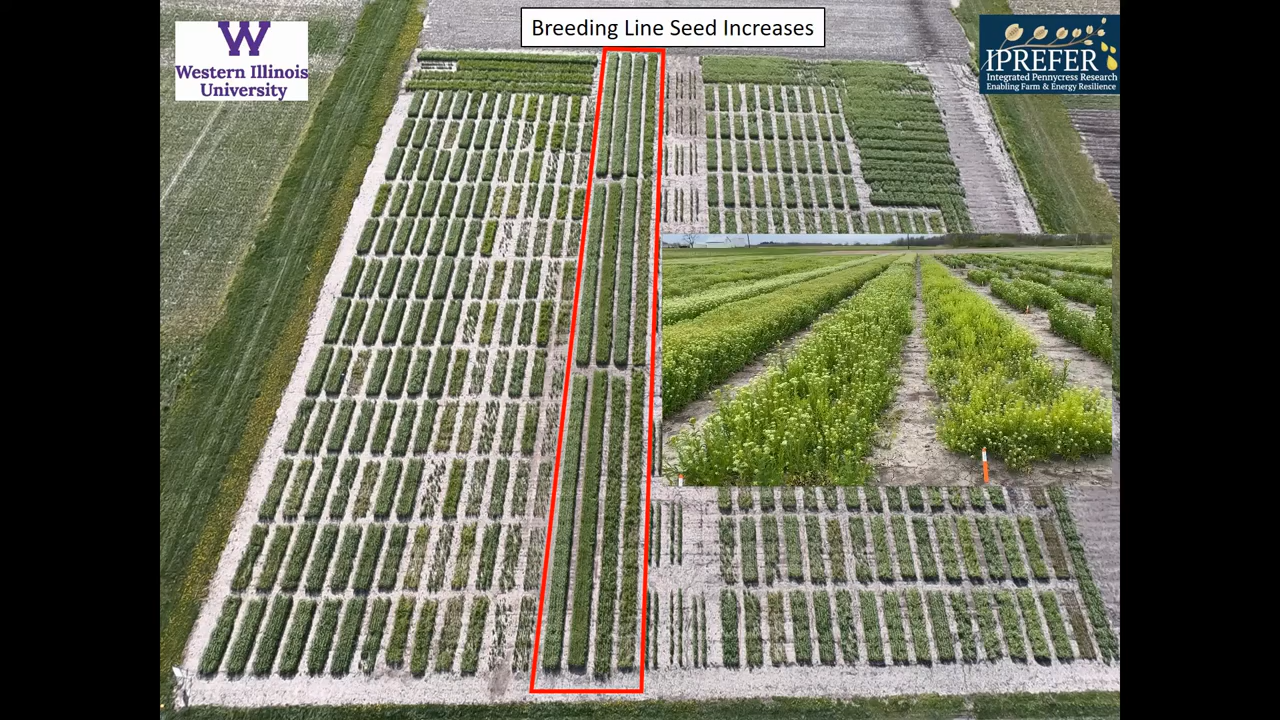 Breeding Line Seed Increases
W
Western Illinois
University
IPREFER
Integrated Pennycress Research
Enabling Farm & Energy Resilience